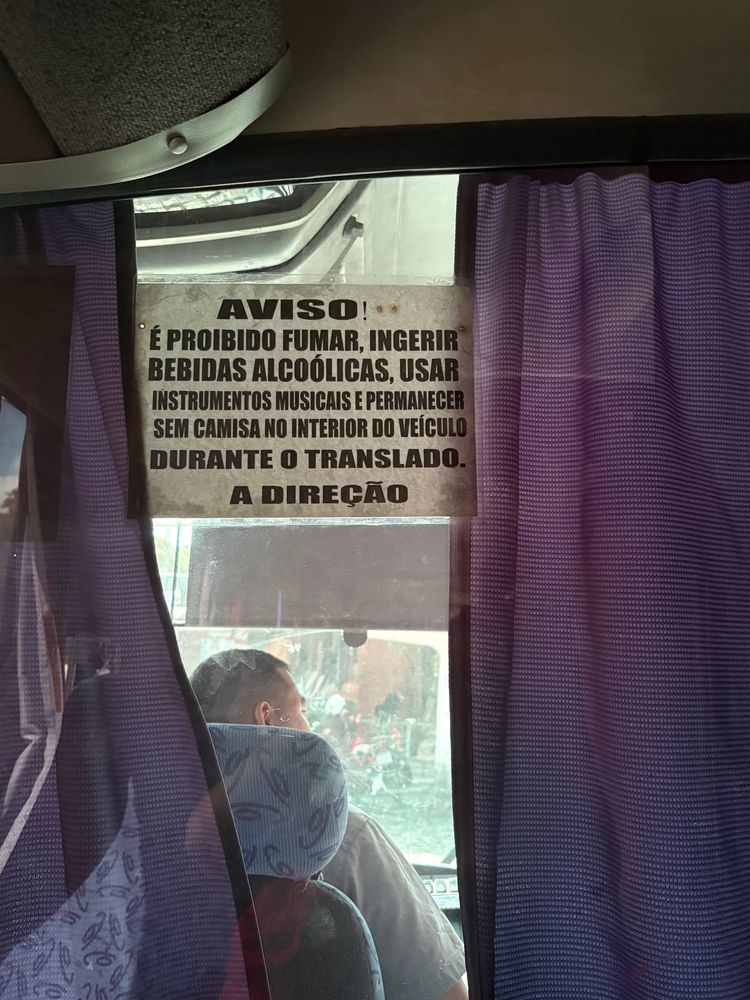 AVISO!
É PROIBIDO FUMAR, INGERIR
BEBIDAS ALCOÓLICAS, USAR
INSTRUMENTOS MUSICAIS E PERMANECER
SEM CAMISA NO INTERIOR DO VEÍCULO
DURANTE O TRANSLADO.
A DIREÇÃO